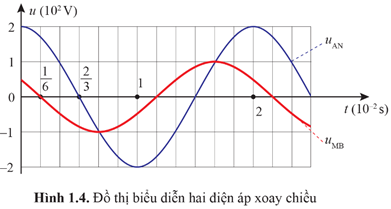 u (10² V)
2
1
0
−1
−2
1/6
2/3
1
2
t (10⁻² s)
u_AN
u_MB
Hình 1.4. Đồ thị biểu diễn hai diện áp xoay chiều